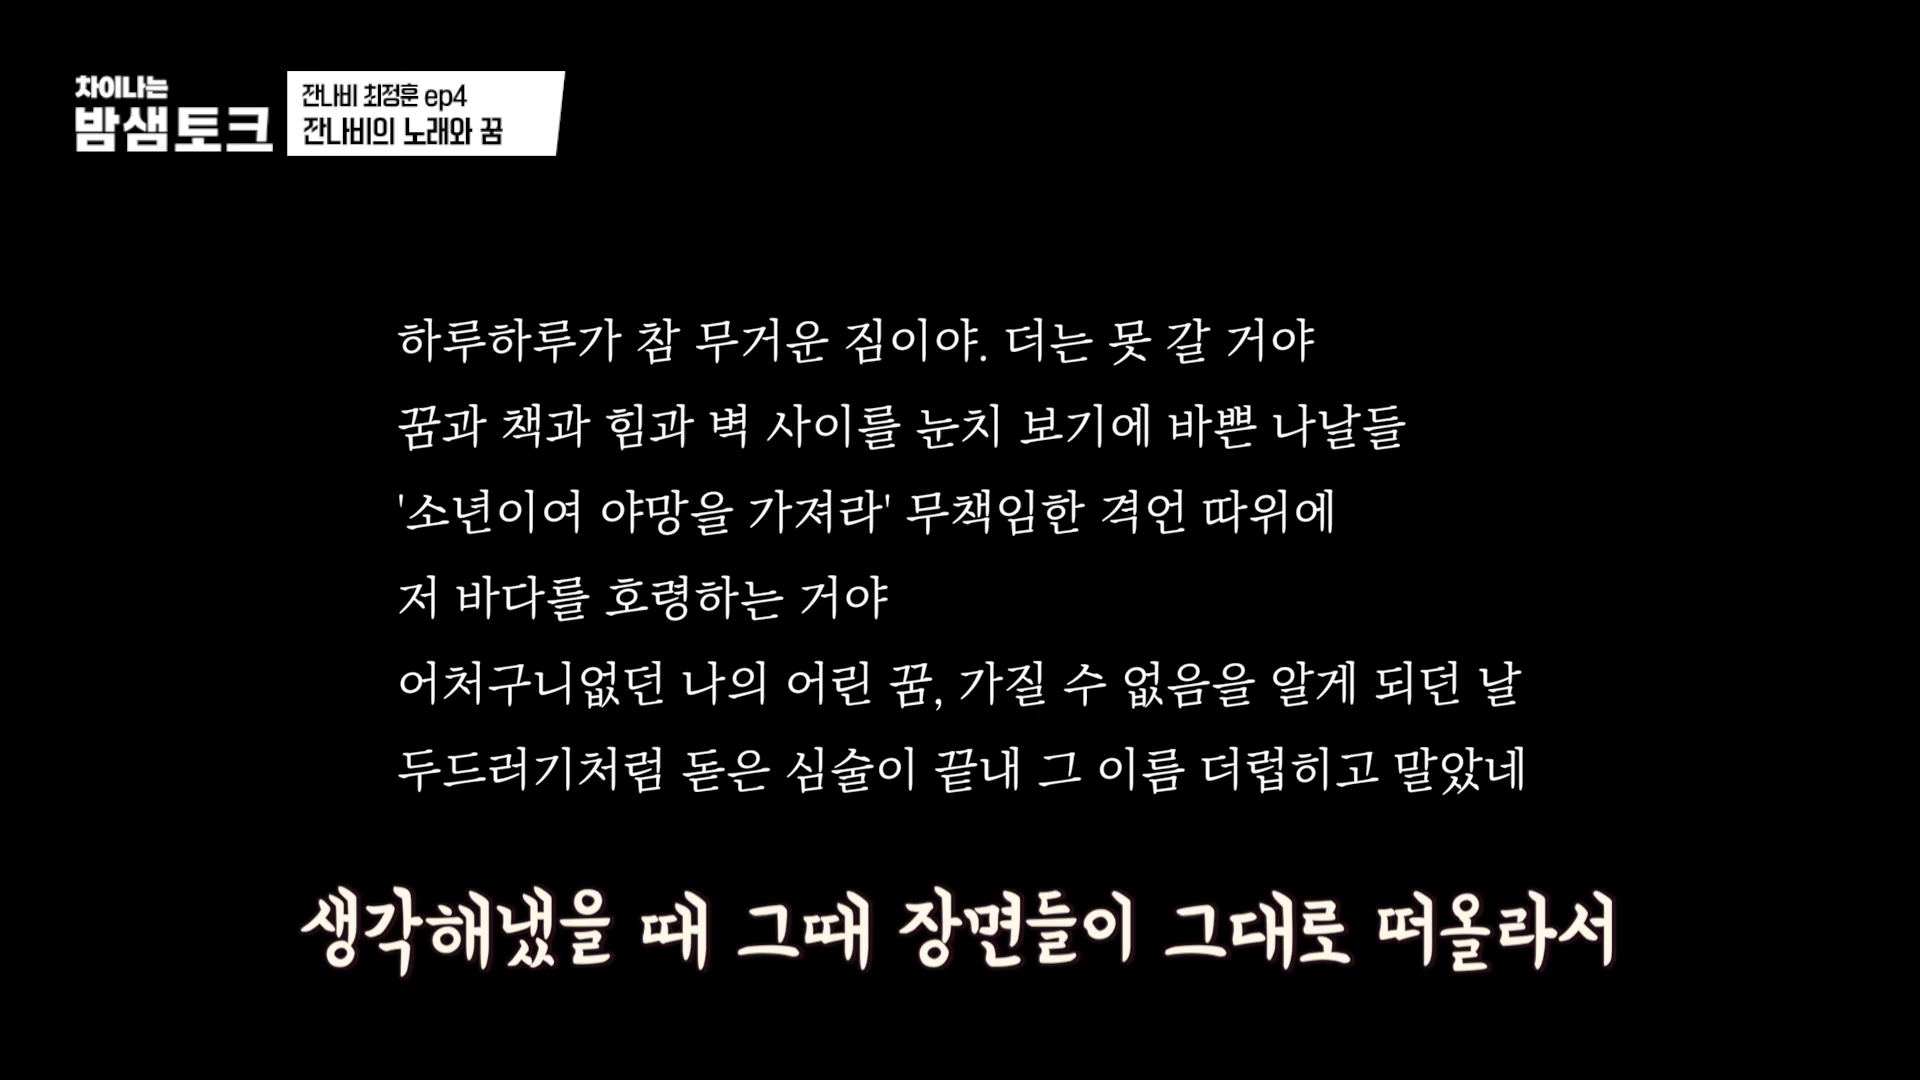 차이나는
밤샘토크
잔나비 최정훈 ep4
잔나비의 노래와 꿈
하루하루가 참 무거운 짐이야. 더는 못 갈 거야
꿈과 책과 힘과 벽 사이를 눈치 보기에 바쁜 나날들
'소년이여 야망을 가져라' 무책임한 격언 따위에
저 바다를 호령하는 거야
어처구니없던 나의 어린 꿈, 가질 수 없음을 알게 되던 날
두드러기처럼 돋은 심술이 끝내 그 이름 더럽히고 말았네
생각해냈을 때 그때 장면들이 그대로 떠올라서